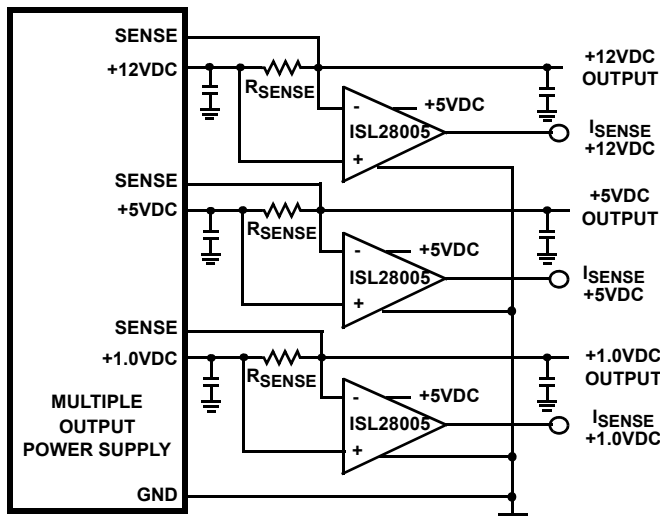 SENSE
+12VDC
RSENSE
-
+5VDC
ISL28005
+
+12VDC
OUTPUT
ISENSE
+12VDC
SENSE
+5VDC
RSENSE
-
+5VDC
ISL28005
+
+5VDC
OUTPUT
ISENSE
+5VDC
SENSE
+1.0VDC
RSENSE
-
+5VDC
ISL28005
+
+1.0VDC
OUTPUT
ISENSE
+1.0VDC
MULTIPLE
OUTPUT
POWER SUPPLY
GND